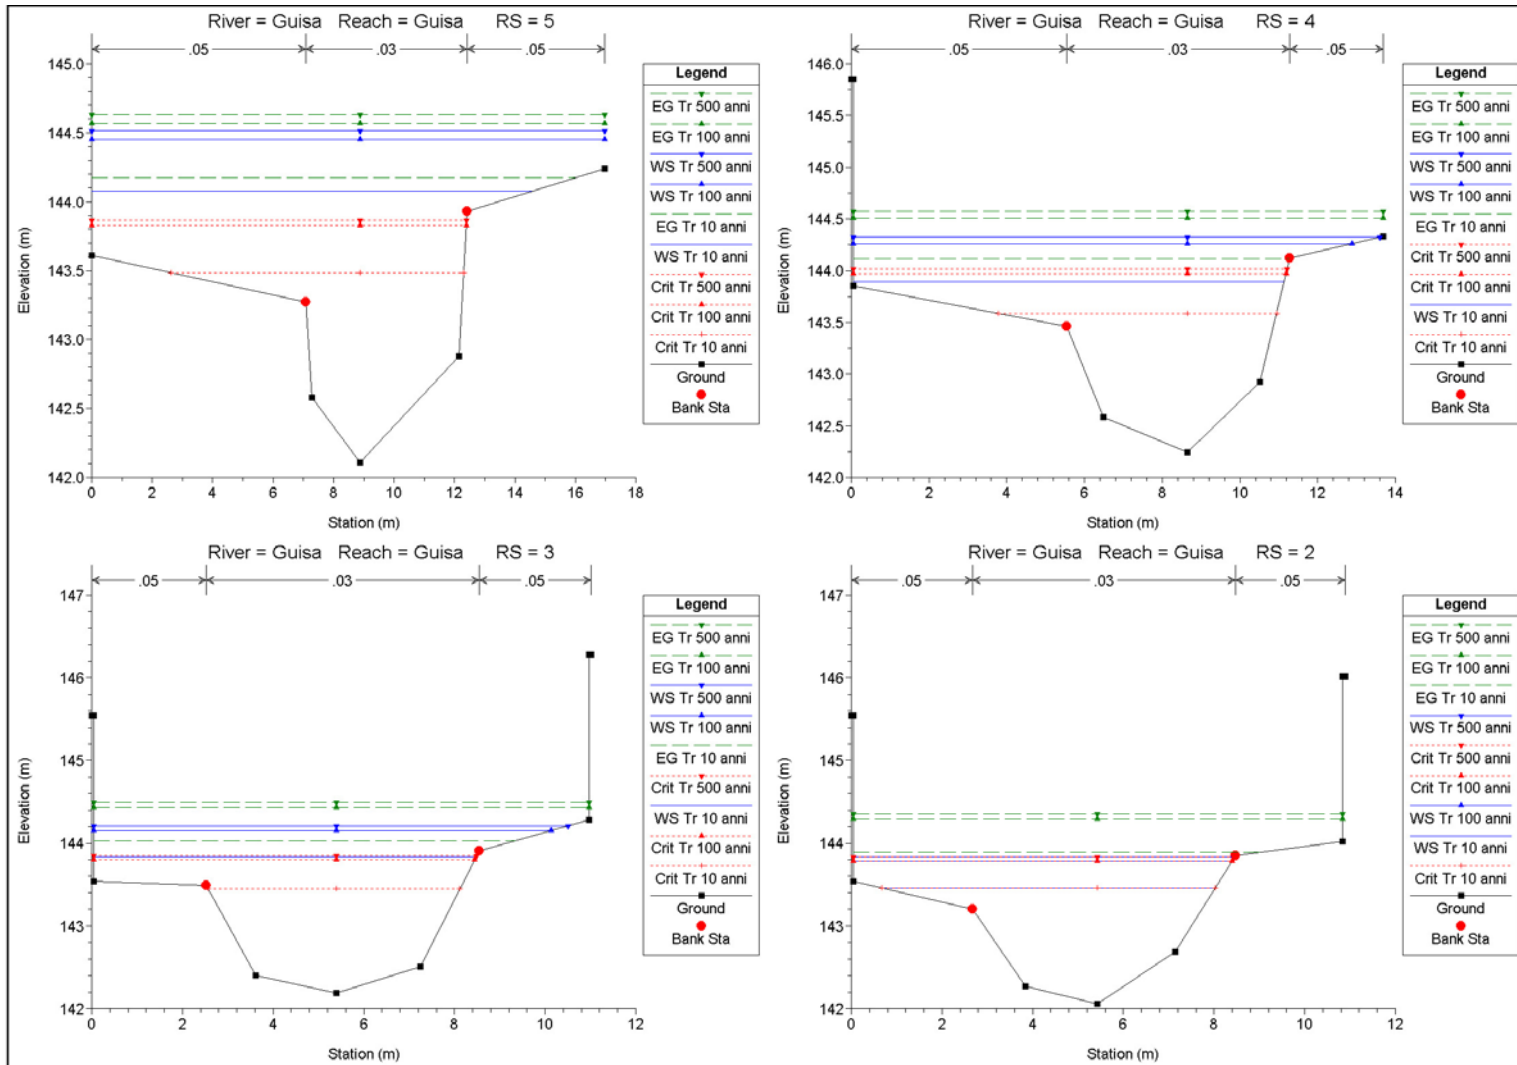 River = Guisa Reach = Guisa RS = 5
.05 .03 .05
145.0
144.5
144.0
143.5
143.0
142.5
142.0
Elevation (m)
0 2 4 6 8 10 12 14 16 18
Station (m)
Legend
EG Tr 500 anni
EG Tr 100 anni
WS Tr 500 anni
WS Tr 100 anni
EG Tr 10 anni
WS Tr 10 anni
Crit Tr 500 anni
Crit Tr 100 anni
Crit Tr 10 anni
Ground
Bank Sta
River = Guisa Reach = Guisa RS = 4
.05 .03 .05
146.0
145.5
145.0
144.5
144.0
143.5
143.0
142.5
142.0
Elevation (m)
0 2 4 6 8 10 12 14
Station (m)
Legend
EG Tr 500 anni
EG Tr 100 anni
WS Tr 500 anni
WS Tr 100 anni
EG Tr 10 anni
Crit Tr 500 anni
Crit Tr 100 anni
WS Tr 10 anni
Crit Tr 10 anni
Ground
Bank Sta
River = Guisa Reach = Guisa RS = 3
.05 .03 .05
147
146
145
144
143
142
Elevation (m)
0 2 4 6 8 10 12
Station (m)
Legend
EG Tr 500 anni
EG Tr 100 anni
WS Tr 500 anni
WS Tr 100 anni
EG Tr 10 anni
Crit Tr 500 anni
WS Tr 10 anni
Crit Tr 100 anni
Crit Tr 10 anni
Ground
Bank Sta
River = Guisa Reach = Guisa RS = 2
.05 .03 .05
147
146
145
144
143
142
Elevation (m)
0 2 4 6 8 10 12
Station (m)
Legend
EG Tr 500 anni
EG Tr 100 anni
EG Tr 10 anni
WS Tr 500 anni
Crit Tr 500 anni
Crit Tr 100 anni
WS Tr 100 anni
WS Tr 10 anni
Crit Tr 10 anni
Ground
Bank Sta